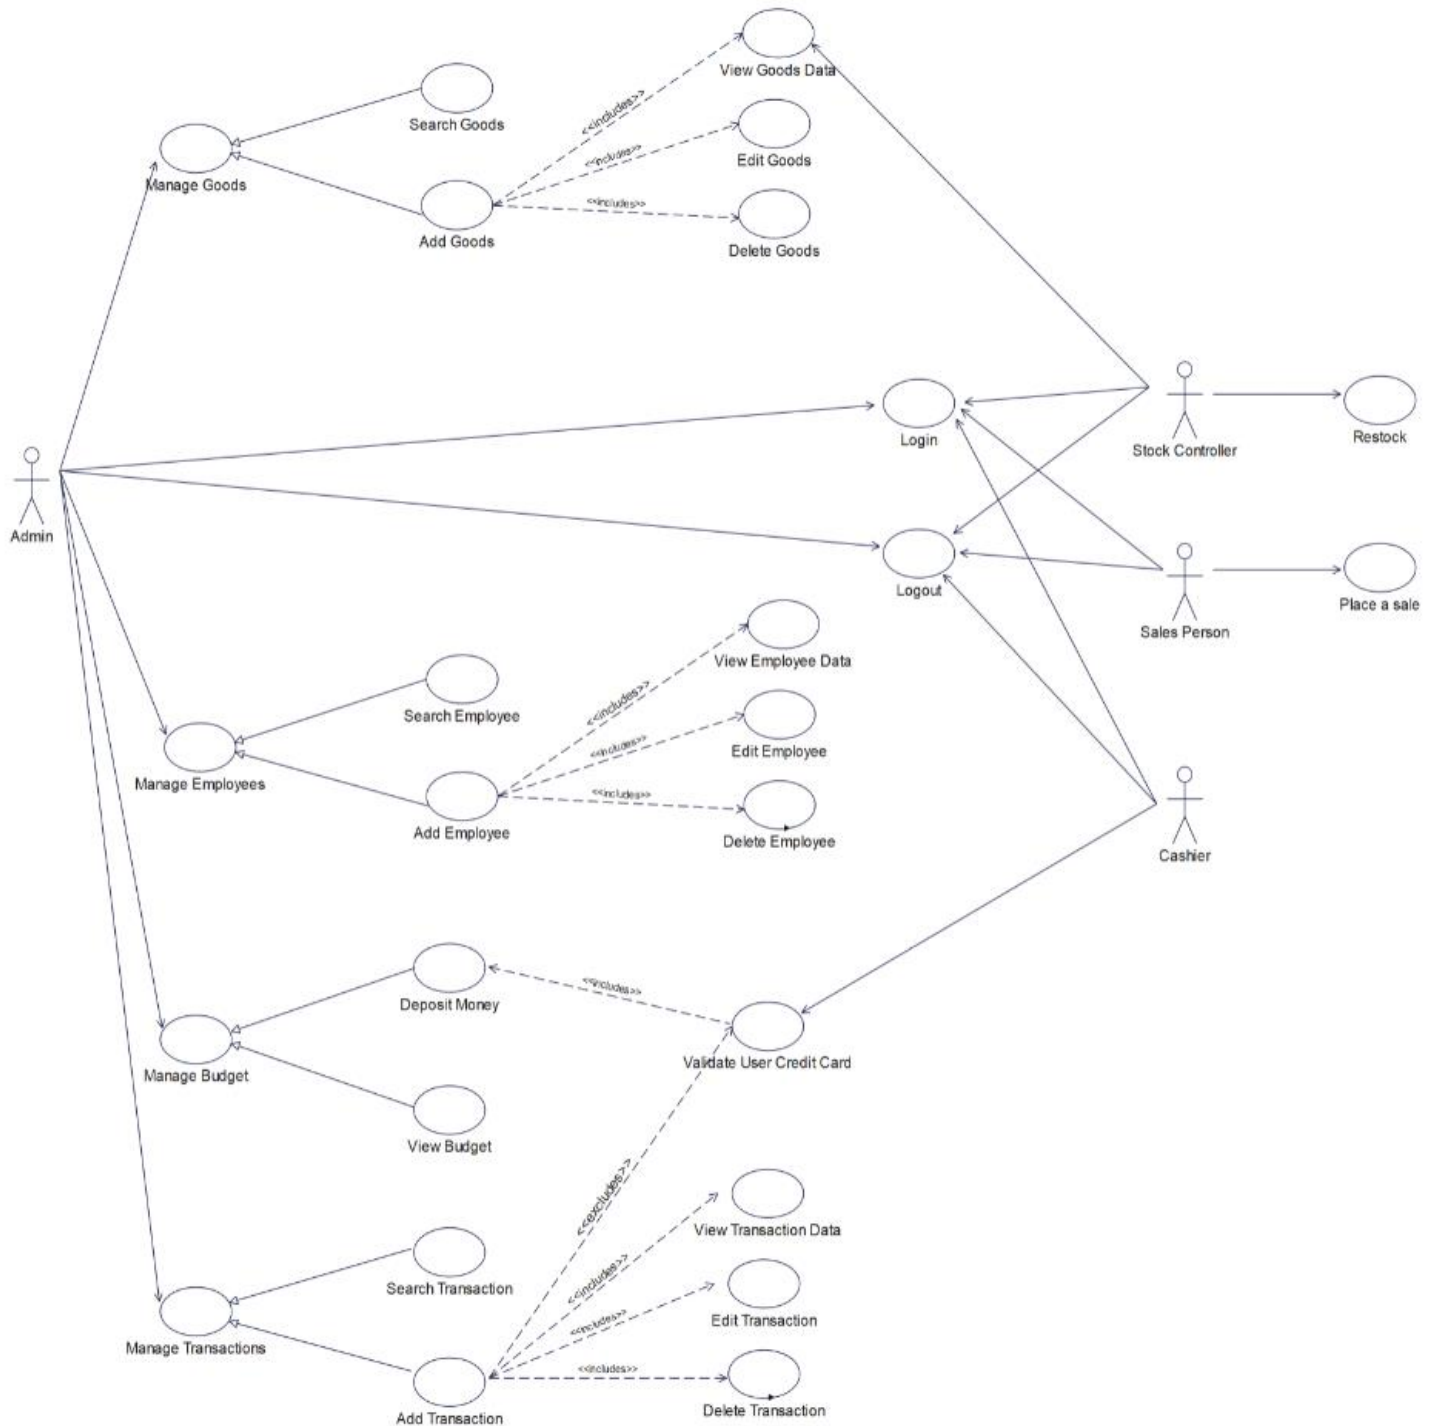 View Goods Data
<<includes>>
Search Goods
<<includes>>
Edit Goods
Manage Goods
<<includes>>
Add Goods
Delete Goods
Login
Stock Controller
Restock
Admin
Logout
Sales Person
Place a sale
View Employee Data
<<includes>>
Search Employee
<<includes>>
Edit Employee
Manage Employees
<<includes>>
Add Employee
Delete Employee
Cashier
Deposit Money
<<includes>>
Validate User Credit Card
Manage Budget
View Budget
<<excludes>>
View Transaction Data
<<includes>>
Search Transaction
<<includes>>
Edit Transaction
Manage Transactions
<<includes>>
Add Transaction
Delete Transaction